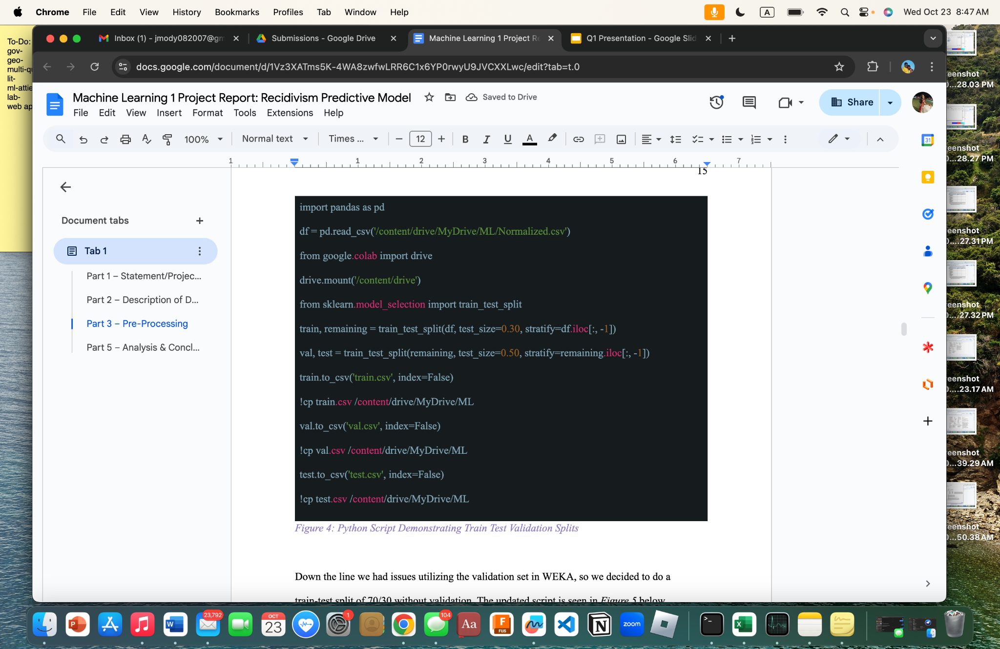 Chrome File Edit View History Bookmarks Profiles Tab Window Help A Wed Oct 23 8:47 AM
To-Do:
gov-
geo-
multi-qu
lit-
ml-attie
lab-
web ap
Inbox (1) - jmody082007@gm
Submissions - Google Drive
Machine Learning 1 Project Re
Q1 Presentation - Google Slid
docs.google.com/document/d/1Vz3XATms5K-4WA8zwfwLRR6C1x6YP0rwyU9JVCXXLwc/edit?tab=t.0
Machine Learning 1 Project Report: Recidivism Predictive Model
Saved to Drive
File Edit View Insert Format Tools Extensions Help
Share
100% Normal text Times ... 12 B I U A
1 1 2 3 4 5 6 7
15
Document tabs
Tab 1
Part 1 – Statement/Projec...
Part 2 – Description of D...
Part 3 – Pre-Processing
Part 5 – Analysis & Concl...
import pandas as pd
df = pd.read_csv('/content/drive/MyDrive/ML/Normalized.csv')
from google.colab import drive
drive.mount('/content/drive')
from sklearn.model_selection import train_test_split
train, remaining = train_test_split(df, test_size=0.30, stratify=df.iloc[:, -1])
val, test = train_test_split(remaining, test_size=0.50, stratify=remaining.iloc[:, -1])
train.to_csv('train.csv', index=False)
!cp train.csv /content/drive/MyDrive/ML
val.to_csv('val.csv', index=False)
!cp val.csv /content/drive/MyDrive/ML
test.to_csv('test.csv', index=False)
!cp test.csv /content/drive/MyDrive/ML
Figure 4: Python Script Demonstrating Train Test Validation Splits
Down the line we had issues utilizing the validation set in WEKA, so we decided to do a
train-test split of 70/30 without validation. The updated script is seen in Figure 5 below
31
eenshot
...28.03 PM
eenshot
...28.27 PM
eenshot
....27.31 PM
eenshot
....27.32 PM
eenshot
....23.17 AM
eenshot
...39.29 AM
eenshot
...50.38 AM
P
W
23,792
OCT
23
1
104
Aa
F
FUS
N
zoom
>_
X